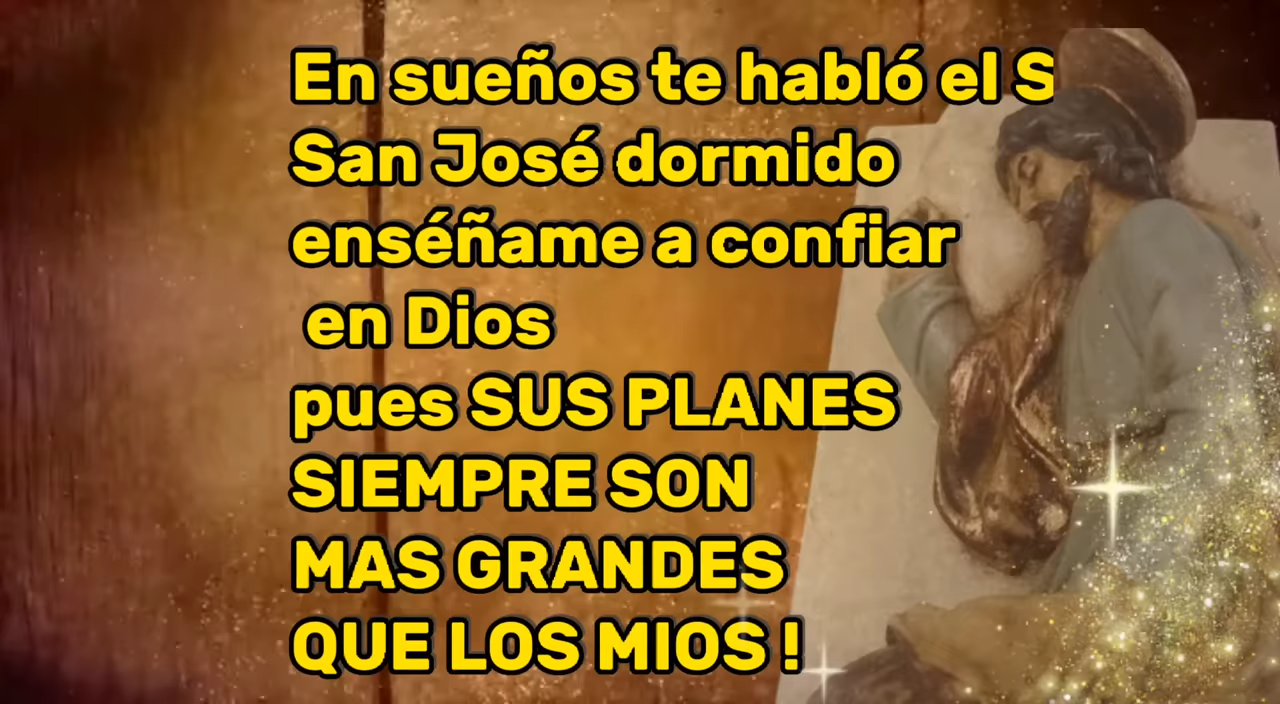 En sueños te habló el S
San José dormido
enséñame a confiar
en Dios
pues SUS PLANES
SIEMPRE SON
MAS GRANDES
QUE LOS MIOS !